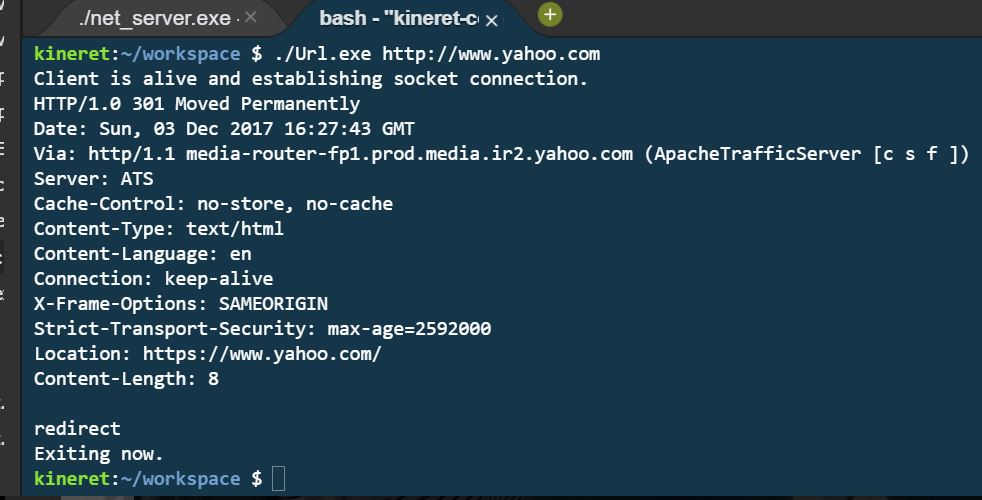 ./net_server.exe
bash - "kineret-c
kineret:~/workspace $ ./Url.exe http://www.yahoo.com
Client is alive and establishing socket connection.
HTTP/1.0 301 Moved Permanently
Date: Sun, 03 Dec 2017 16:27:43 GMT
Via: http/1.1 media-router-fp1.prod.media.ir2.yahoo.com (ApacheTrafficServer [c s f ])
Server: ATS
Cache-Control: no-store, no-cache
Content-Type: text/html
Content-Language: en
Connection: keep-alive
X-Frame-Options: SAMEORIGIN
Strict-Transport-Security: max-age=2592000
Location: https://www.yahoo.com/
Content-Length: 8
redirect
Exiting now.
kineret:~/workspace $